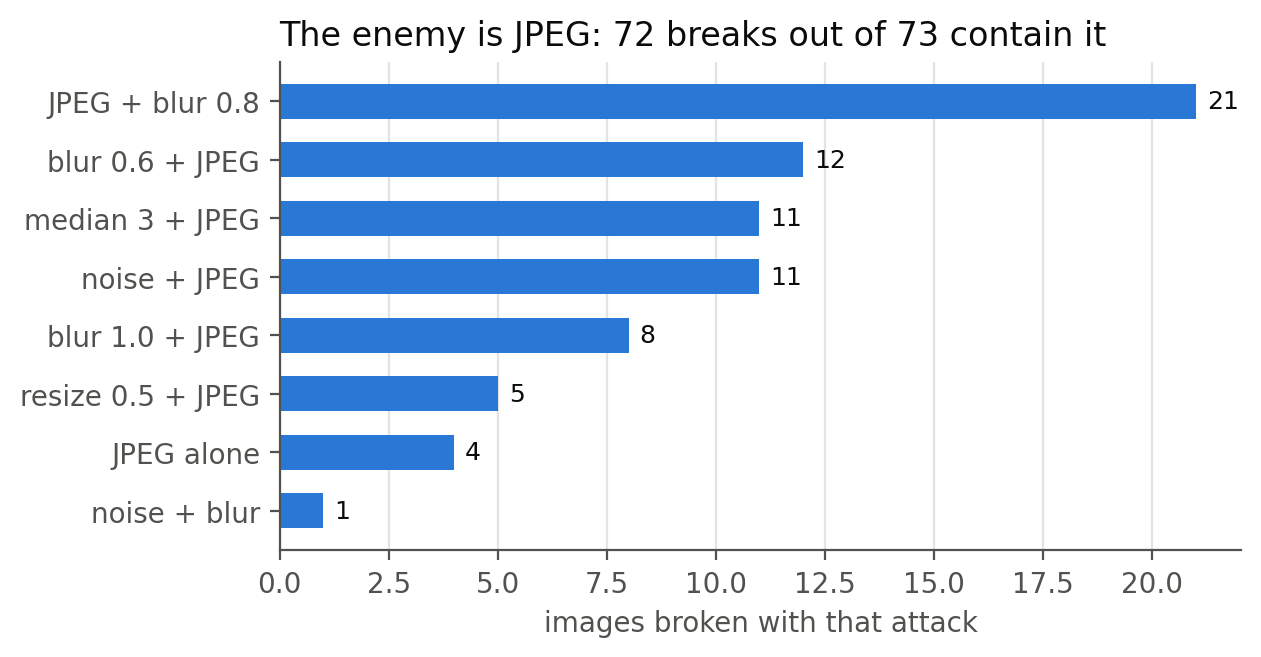 The enemy is JPEG: 72 breaks out of 73 contain it
JPEG + blur 0.8
21
blur 0.6 + JPEG
12
median 3 + JPEG
11
noise + JPEG
11
blur 1.0 + JPEG
8
resize 0.5 + JPEG
5
JPEG alone
4
noise + blur
1
0.0 2.5 5.0 7.5 10.0 12.5 15.0 17.5 20.0
images broken with that attack